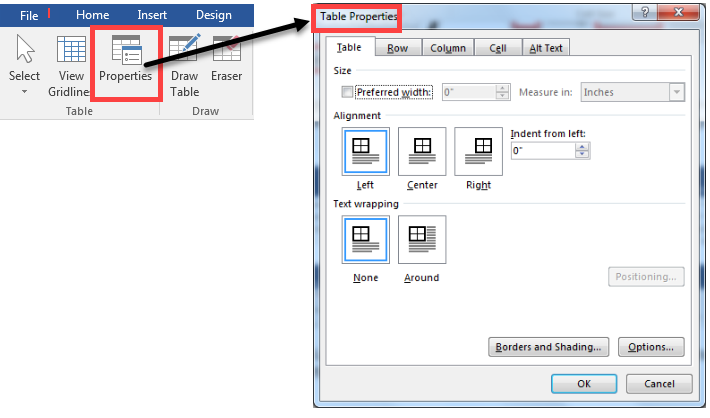 File Home Insert Design
Select View Gridlines Properties Draw Table Eraser
Table Draw
Table Properties
Table Row Column Cell Alt Text
Size
Preferred width: 0" Measure in: Inches
Alignment
Indent from left:
0"
Left Center Right
Text wrapping
None Around
Positioning...
Borders and Shading... Options...
OK Cancel